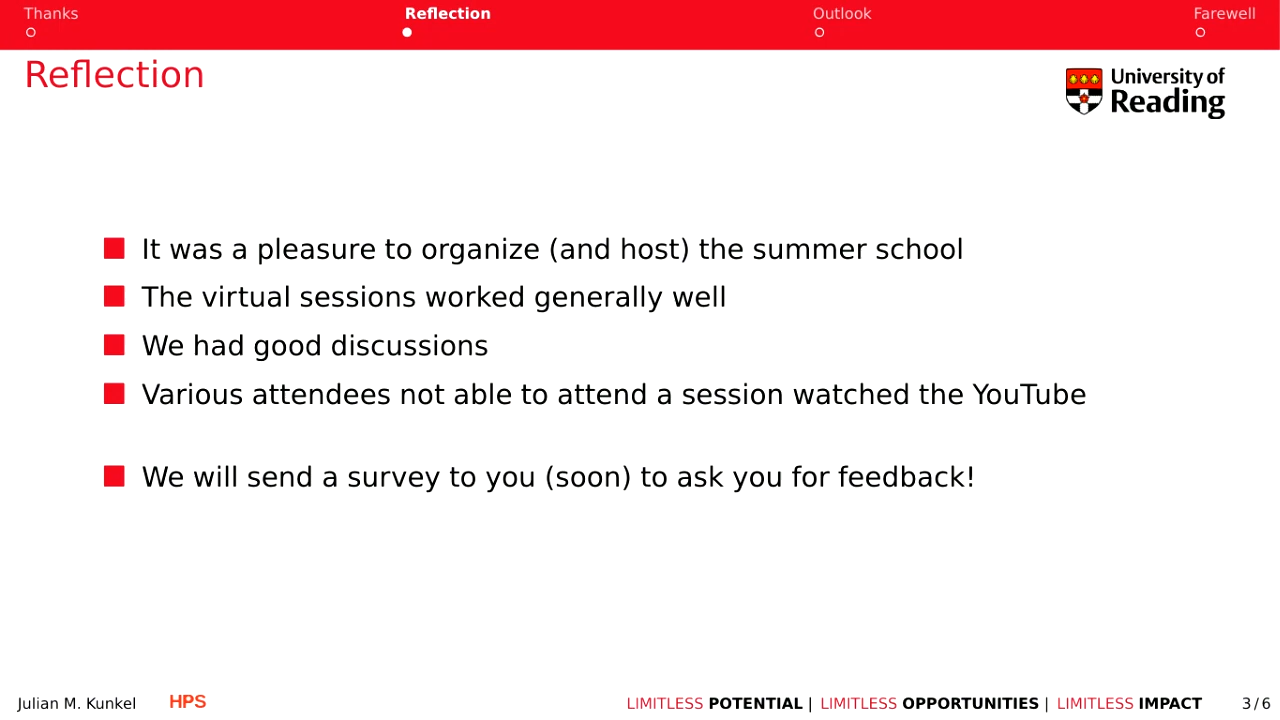 Thanks Reflection Outlook Farewell
Reflection
University of
Reading
It was a pleasure to organize (and host) the summer school
The virtual sessions worked generally well
We had good discussions
Various attendees not able to attend a session watched the YouTube
We will send a survey to you (soon) to ask you for feedback!
Julian M. Kunkel HPS LIMITLESS POTENTIAL | LIMITLESS OPPORTUNITIES | LIMITLESS IMPACT 3/6